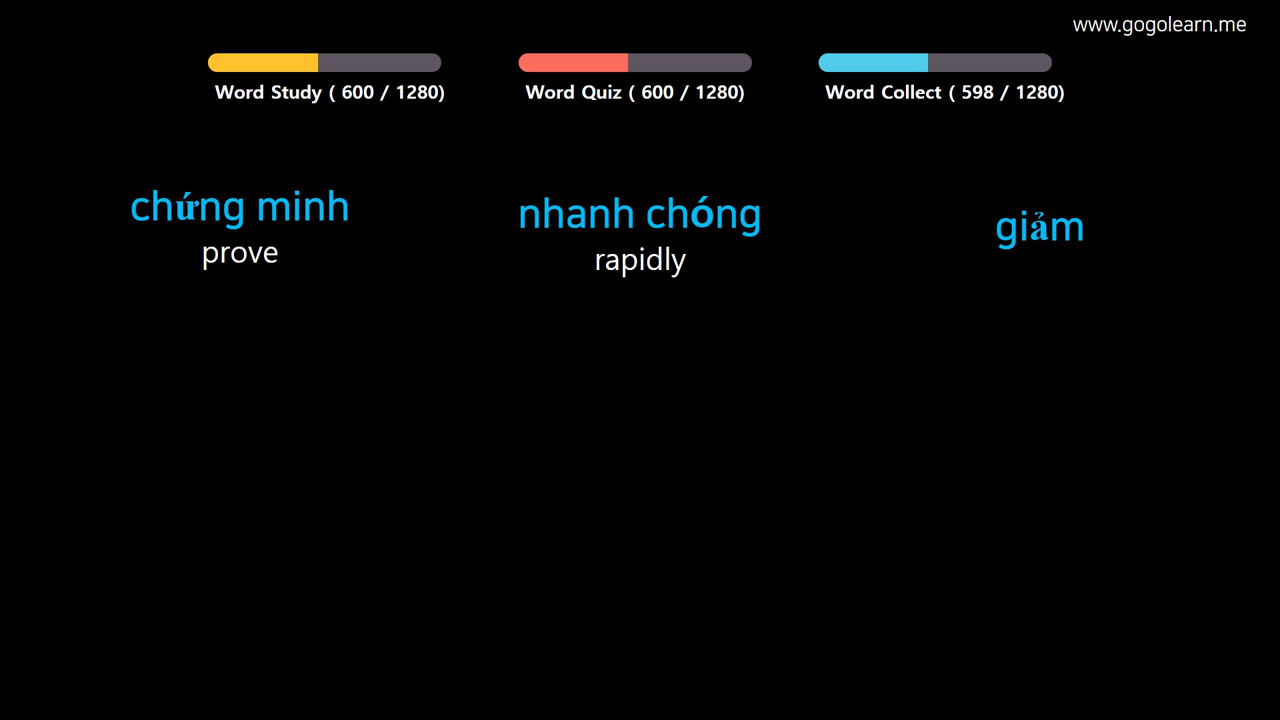 www.gogolearn.me
Word Study ( 600 / 1280)
Word Quiz ( 600 / 1280)
Word Collect ( 598 / 1280)
chứng minh
prove
nhanh chóng
rapidly
giảm